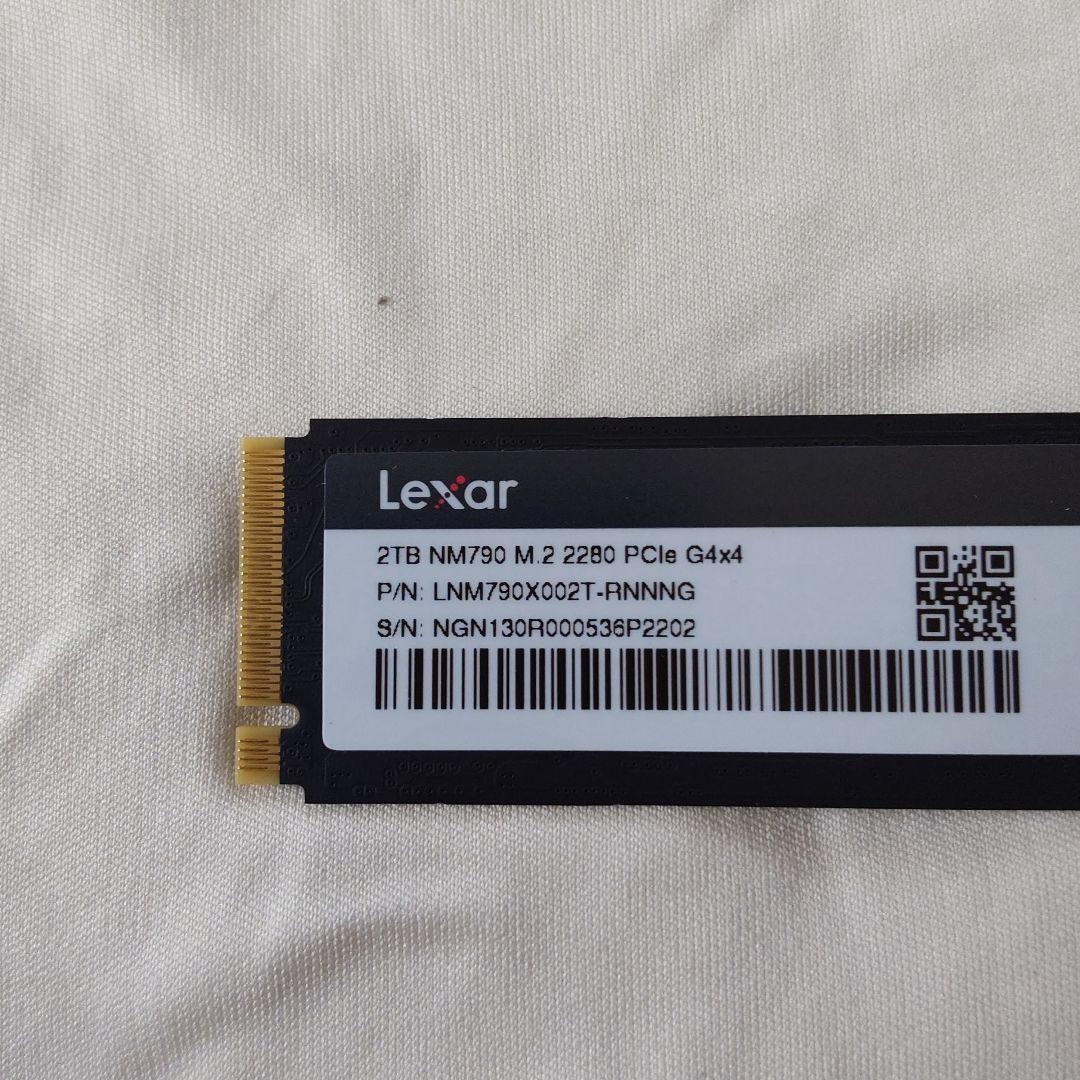 Lexar
2TB NM790 M.2 2280 PCIe G4x4
P/N: LNM790X002T-RNNNG
S/N: NGN130R000536P2202